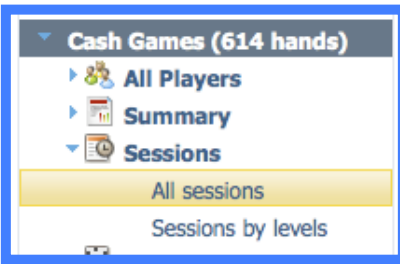 Cash Games (614 hands)
All Players
Summary
Sessions
All sessions
Sessions by levels